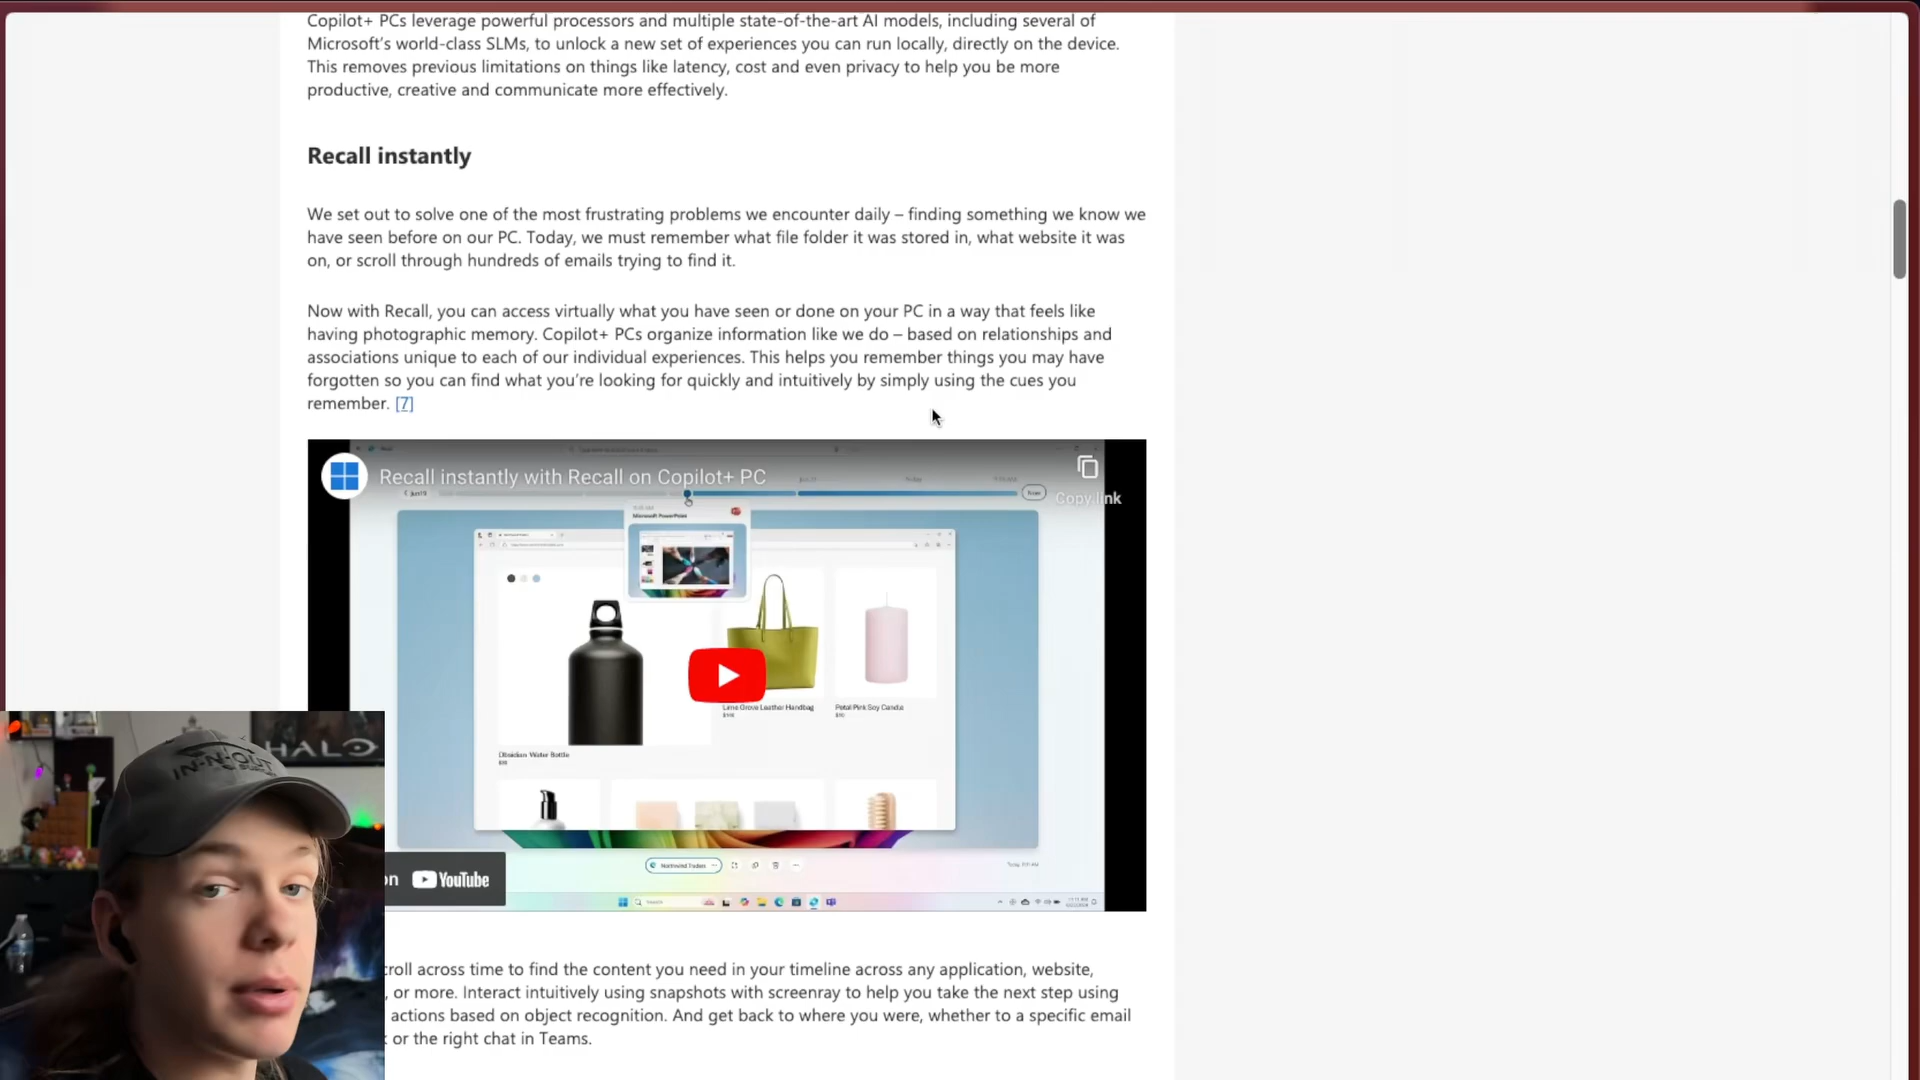 Copilot+ PCs leverage powerful processors and multiple state-of-the-art AI models, including several of
Microsoft's world-class SLMs, to unlock a new set of experiences you can run locally, directly on the device.
This removes previous limitations on things like latency, cost and even privacy to help you be more
productive, creative and communicate more effectively.
Recall instantly
We set out to solve one of the most frustrating problems we encounter daily – finding something we know we
have seen before on our PC. Today, we must remember what file folder it was stored in, what website it was
on, or scroll through hundreds of emails trying to find it.
Now with Recall, you can access virtually what you have seen or done on your PC in a way that feels like
having photographic memory. Copilot+ PCs organize information like we do – based on relationships and
associations unique to each of our individual experiences. This helps you remember things you may have
forgotten so you can find what you're looking for quickly and intuitively by simply using the cues you
remember. [7]
Recall instantly with Recall on Copilot+ PC
Copy link
Jun 19
Now
Microsoft PowerPoint
Lime Grove Leather Handbag
Petal Pink Soy Candle
Obsidian Water Bottle
Northwind Traders
Search
on YouTube
HALO
IN-N-OUT
croll across time to find the content you need in your timeline across any application, website,
, or more. Interact intuitively using snapshots with screenray to help you take the next step using
actions based on object recognition. And get back to where you were, whether to a specific email
or the right chat in Teams.